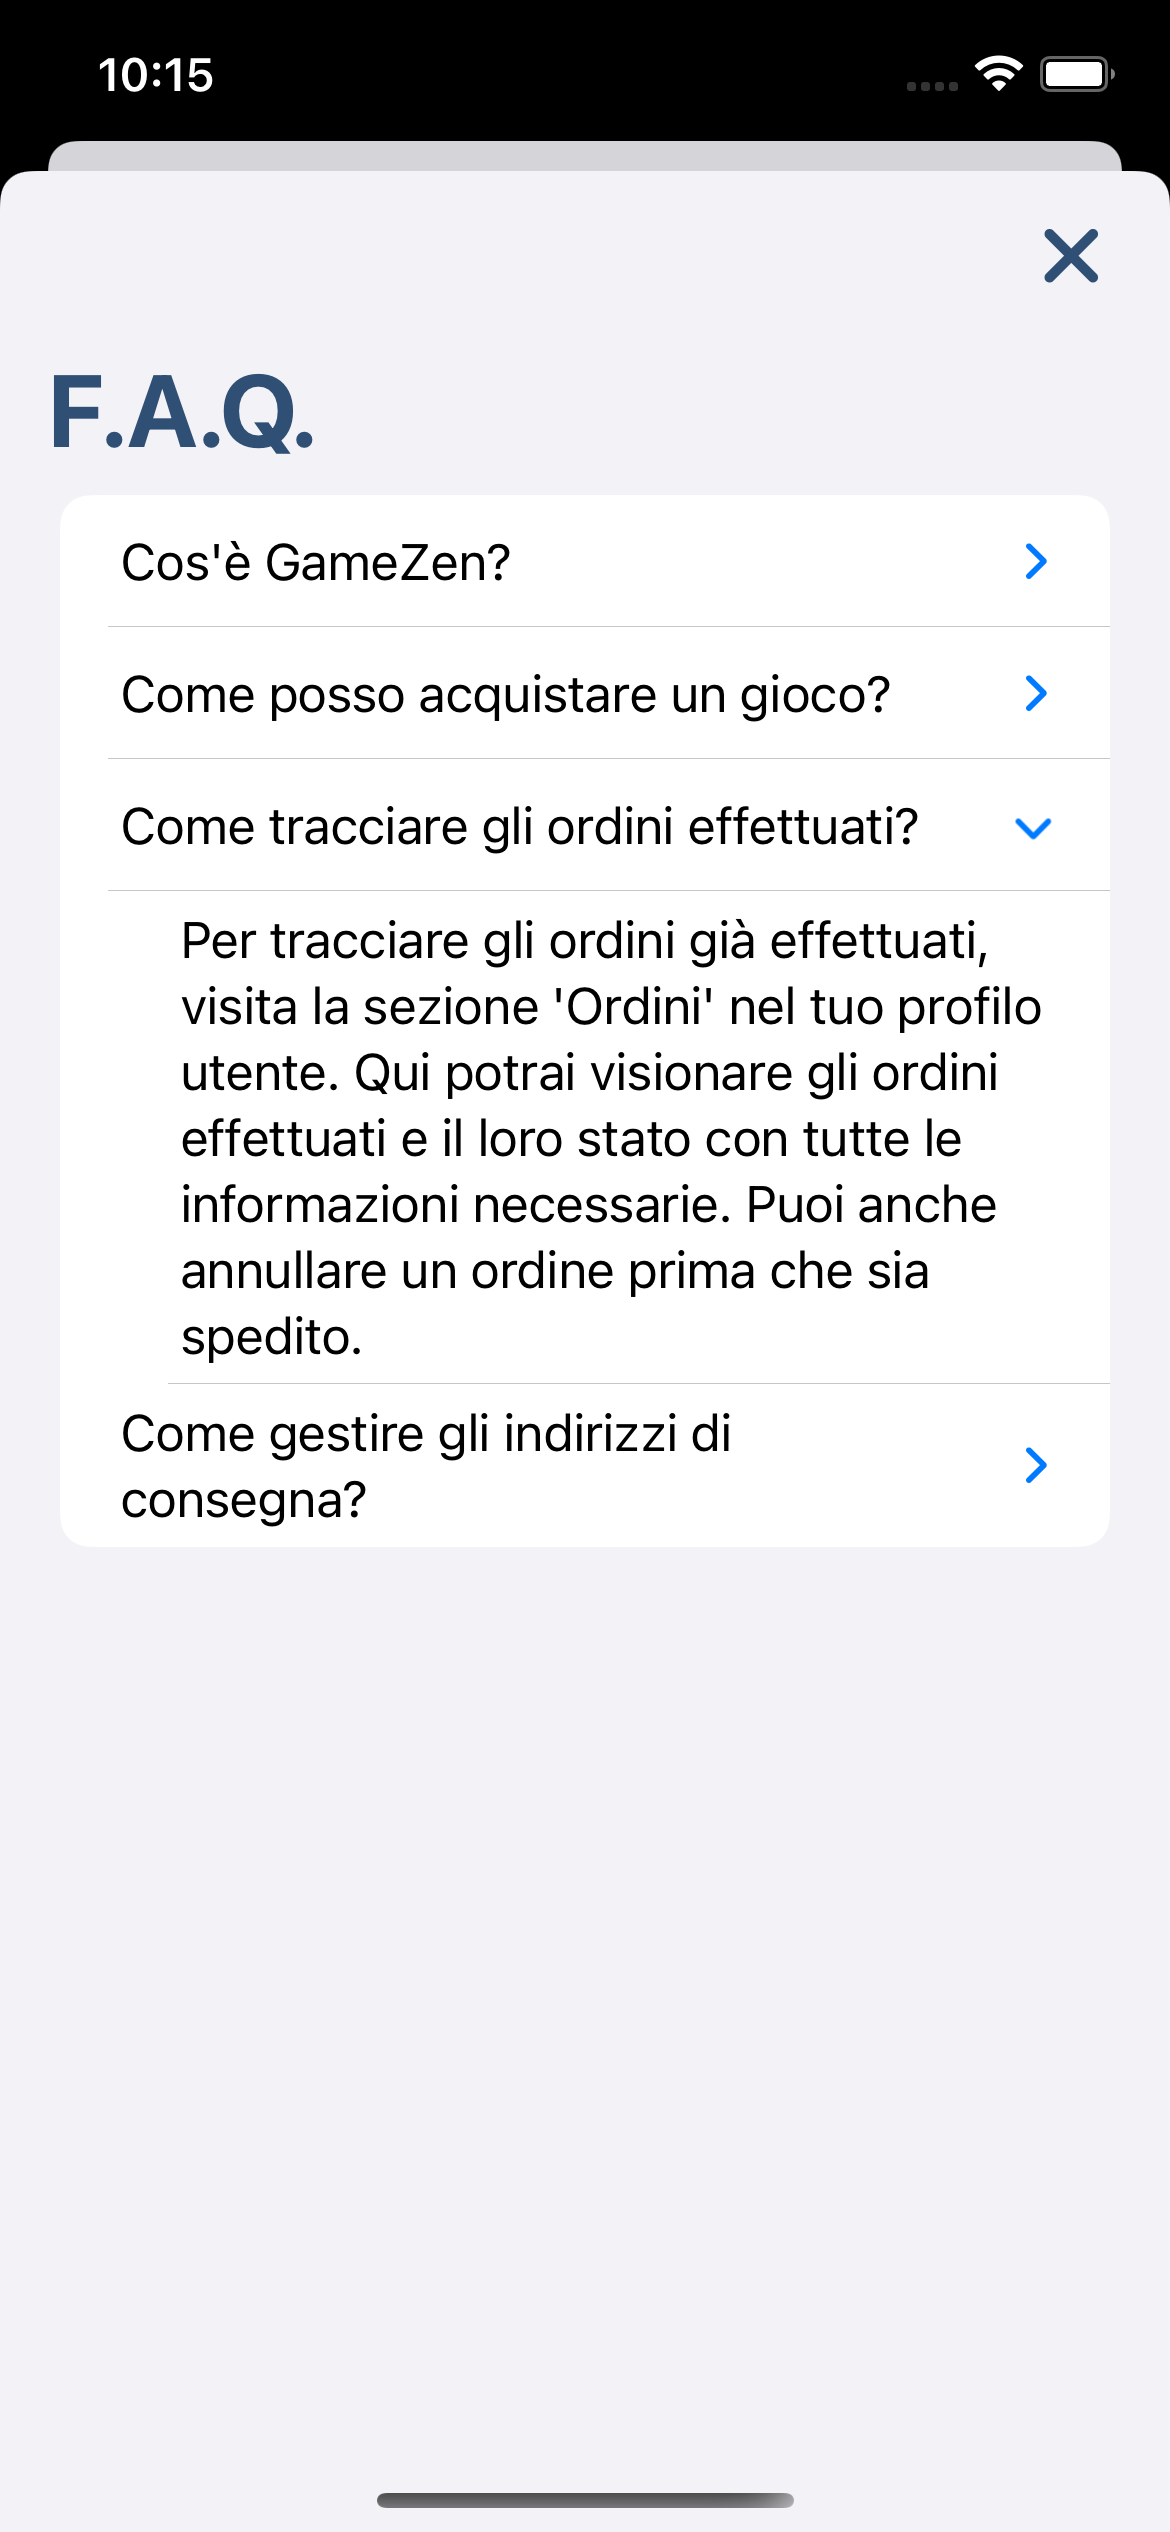 10:15
F.A.Q.
Cos'è GameZen?
Come posso acquistare un gioco?
Come tracciare gli ordini effettuati?
Per tracciare gli ordini già effettuati,
visita la sezione 'Ordini' nel tuo profilo
utente. Qui potrai visionare gli ordini
effettuati e il loro stato con tutte le
informazioni necessarie. Puoi anche
annullare un ordine prima che sia
spedito.
Come gestire gli indirizzi di
consegna?